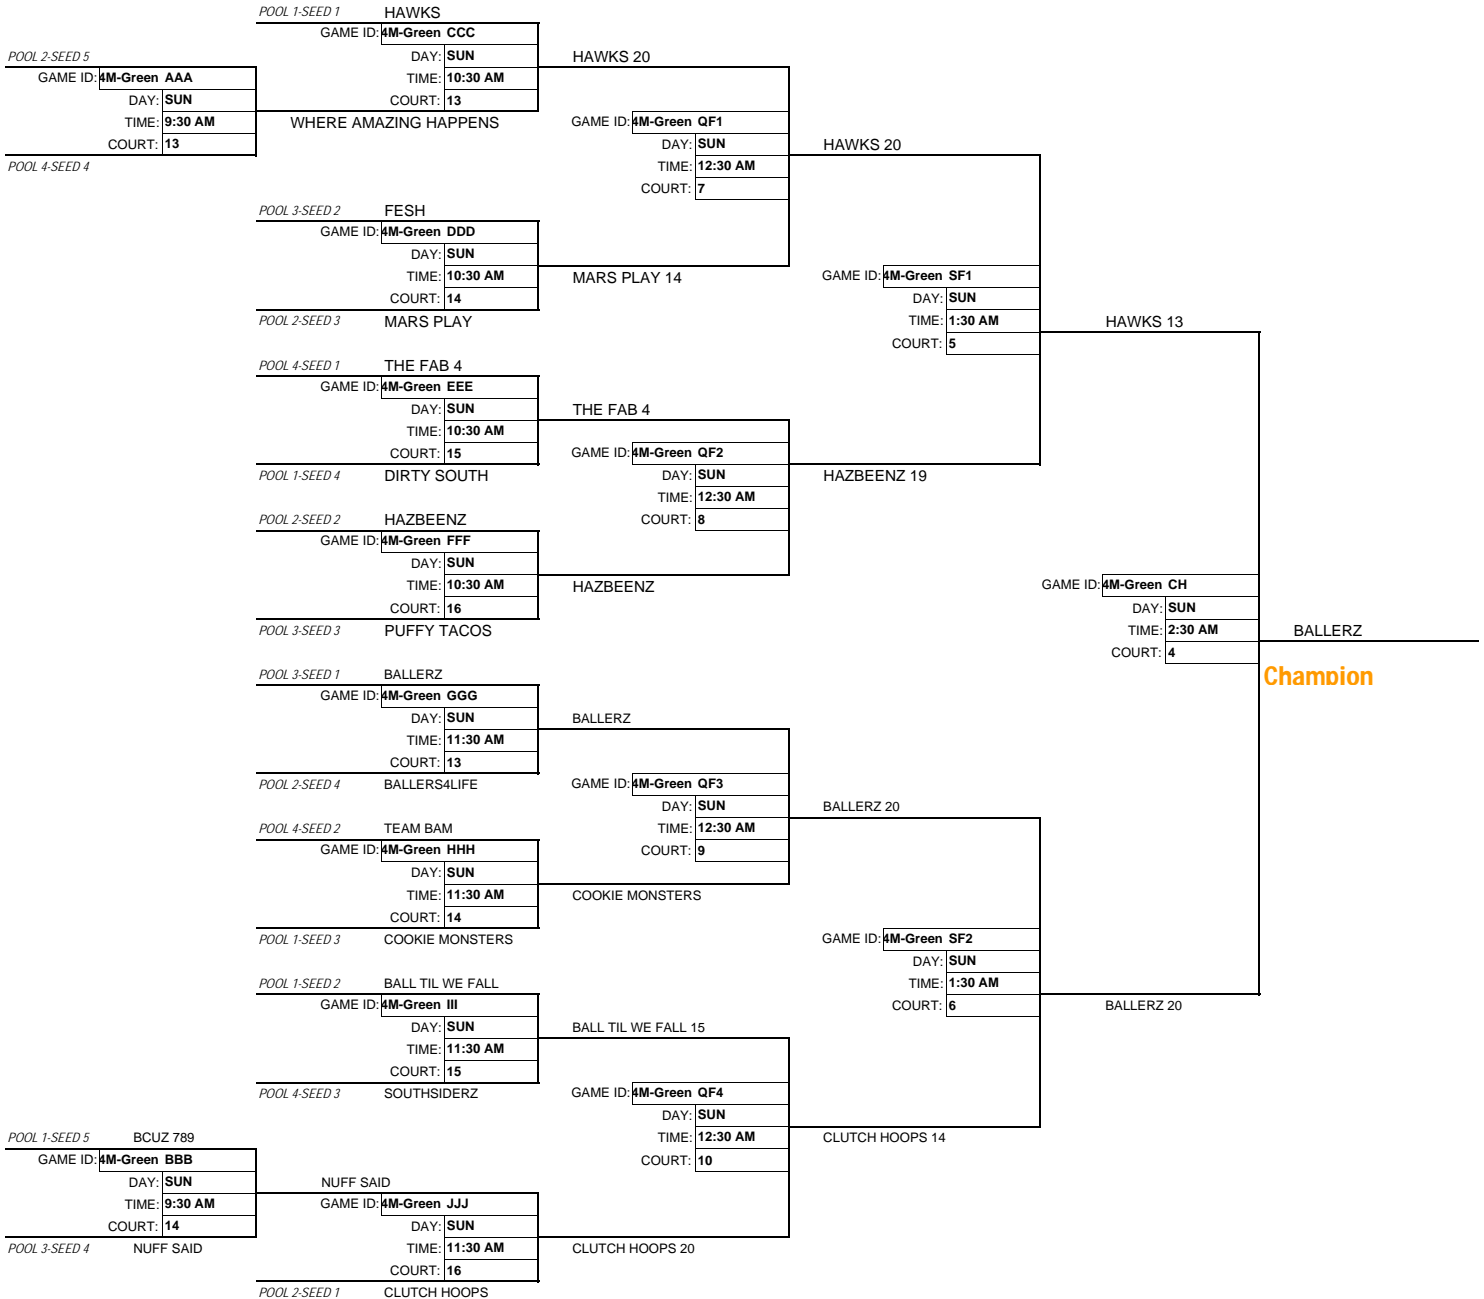 POOL 1-SEED 1 HAWKS
GAME ID: 4M-Green CCC
DAY: SUN
TIME: 10:30 AM
COURT: 13
POOL 2-SEED 5
GAME ID: 4M-Green AAA
DAY: SUN
TIME: 9:30 AM
COURT: 13
POOL 4-SEED 4
WHERE AMAZING HAPPENS
HAWKS 20
GAME ID: 4M-Green QF1
DAY: SUN
TIME: 12:30 AM
COURT: 7
HAWKS 20
POOL 3-SEED 2 FESH
GAME ID: 4M-Green DDD
DAY: SUN
TIME: 10:30 AM
COURT: 14
POOL 2-SEED 3 MARS PLAY
MARS PLAY 14
GAME ID: 4M-Green SF1
DAY: SUN
TIME: 1:30 AM
COURT: 5
HAWKS 13
POOL 4-SEED 1 THE FAB 4
GAME ID: 4M-Green EEE
DAY: SUN
TIME: 10:30 AM
COURT: 15
POOL 1-SEED 4 DIRTY SOUTH
THE FAB 4
GAME ID: 4M-Green QF2
DAY: SUN
TIME: 12:30 AM
COURT: 8
HAZBEENZ 19
POOL 2-SEED 2 HAZBEENZ
GAME ID: 4M-Green FFF
DAY: SUN
TIME: 10:30 AM
COURT: 16
POOL 3-SEED 3 PUFFY TACOS
HAZBEENZ
GAME ID: 4M-Green CH
DAY: SUN
TIME: 2:30 AM
COURT: 4
BALLERZ
Champion
POOL 3-SEED 1 BALLERZ
GAME ID: 4M-Green GGG
DAY: SUN
TIME: 11:30 AM
COURT: 13
POOL 2-SEED 4 BALLERS4LIFE
BALLERZ
GAME ID: 4M-Green QF3
DAY: SUN
TIME: 12:30 AM
COURT: 9
BALLERZ 20
POOL 4-SEED 2 TEAM BAM
GAME ID: 4M-Green HHH
DAY: SUN
TIME: 11:30 AM
COURT: 14
POOL 1-SEED 3 COOKIE MONSTERS
COOKIE MONSTERS
GAME ID: 4M-Green SF2
DAY: SUN
TIME: 1:30 AM
COURT: 6
BALLERZ 20
POOL 1-SEED 2 BALL TIL WE FALL
GAME ID: 4M-Green III
DAY: SUN
TIME: 11:30 AM
COURT: 15
POOL 4-SEED 3 SOUTHSIDERZ
BALL TIL WE FALL 15
GAME ID: 4M-Green QF4
DAY: SUN
TIME: 12:30 AM
COURT: 10
CLUTCH HOOPS 14
POOL 1-SEED 5 BCUZ 789
GAME ID: 4M-Green BBB
DAY: SUN
TIME: 9:30 AM
COURT: 14
POOL 3-SEED 4 NUFF SAID
NUFF SAID
GAME ID: 4M-Green JJJ
DAY: SUN
TIME: 11:30 AM
COURT: 16
POOL 2-SEED 1 CLUTCH HOOPS
CLUTCH HOOPS 20